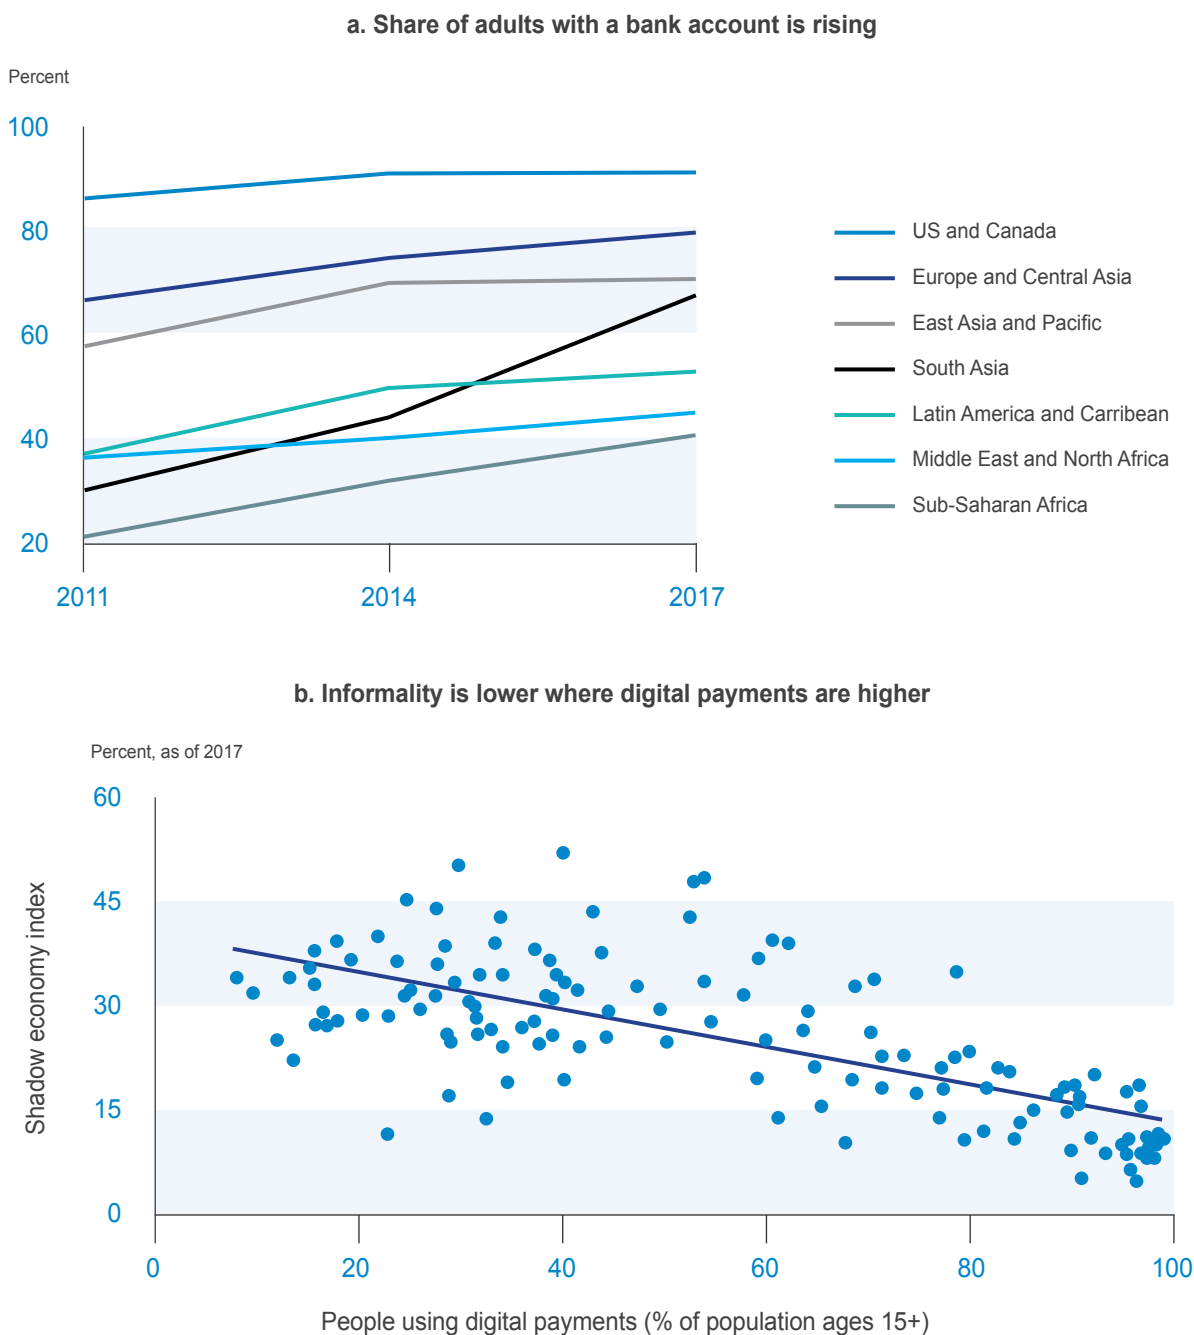 a. Share of adults with a bank account is rising
Percent
100
80
60
40
20
2011
2014
2017
US and Canada
Europe and Central Asia
East Asia and Pacific
South Asia
Latin America and Carribean
Middle East and North Africa
Sub-Saharan Africa
b. Informality is lower where digital payments are higher
Percent, as of 2017
Shadow economy index
60
45
30
15
0
0
20
40
60
80
100
People using digital payments (% of population ages 15+)